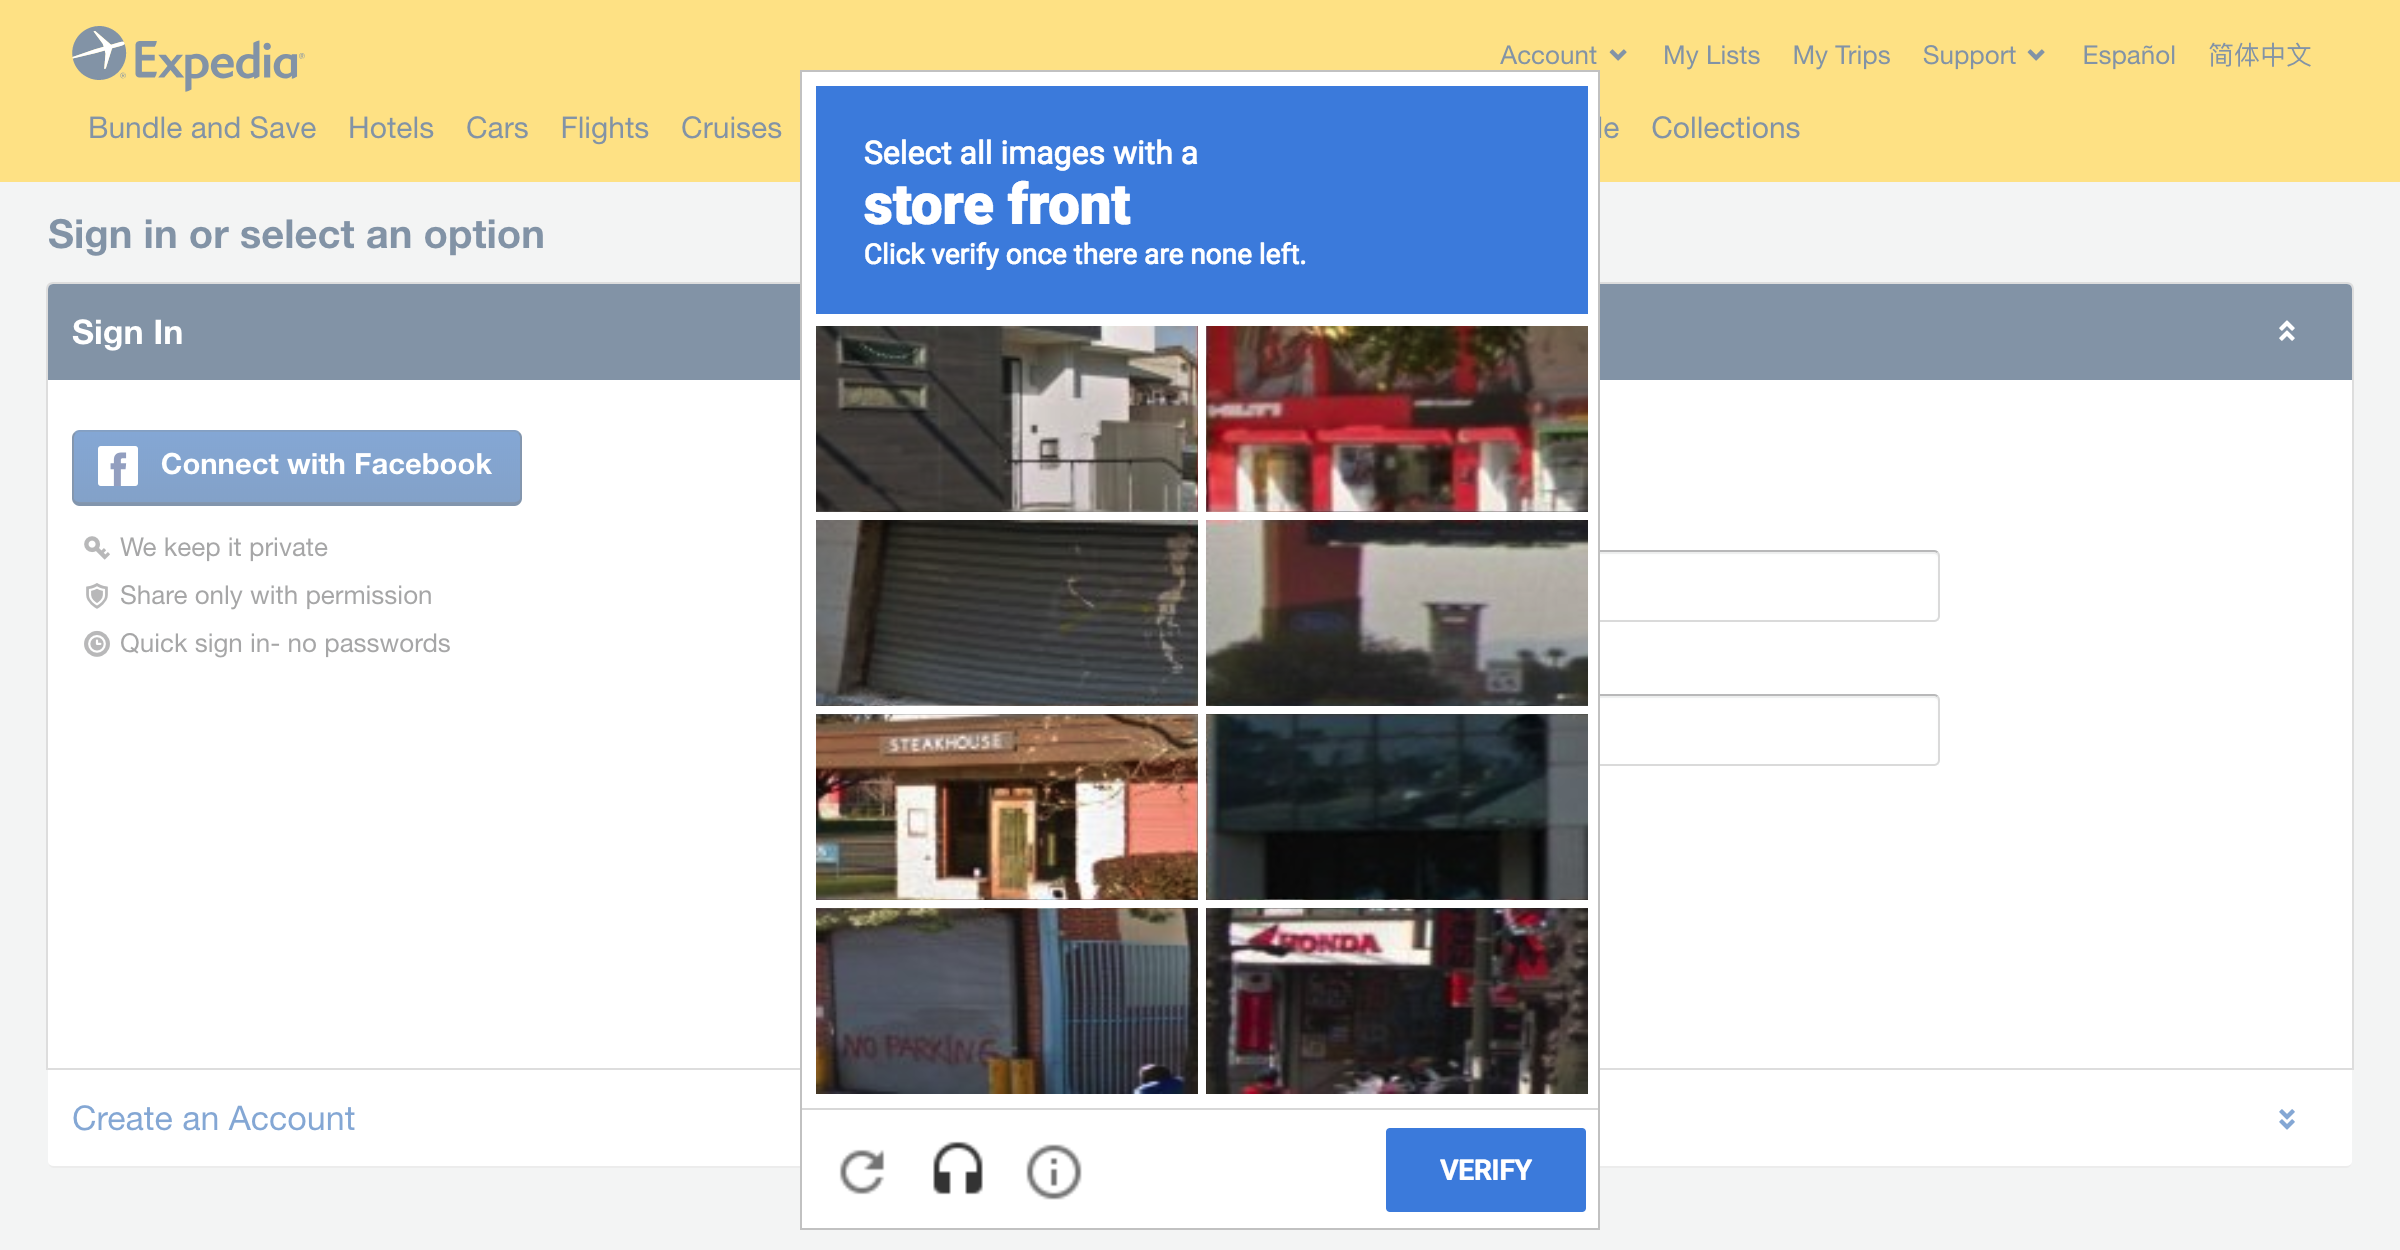 Expedia
Account
My Lists
My Trips
Support
Español
简体中文
Bundle and Save
Hotels
Cars
Flights
Cruises
le
Collections
Sign in or select an option
Sign In
Connect with Facebook
We keep it private
Share only with permission
Quick sign in- no passwords
Create an Account
Select all images with a
store front
Click verify once there are none left.
HILTI
STEAKHOUSE
NO PARKING
HONDA
VERIFY